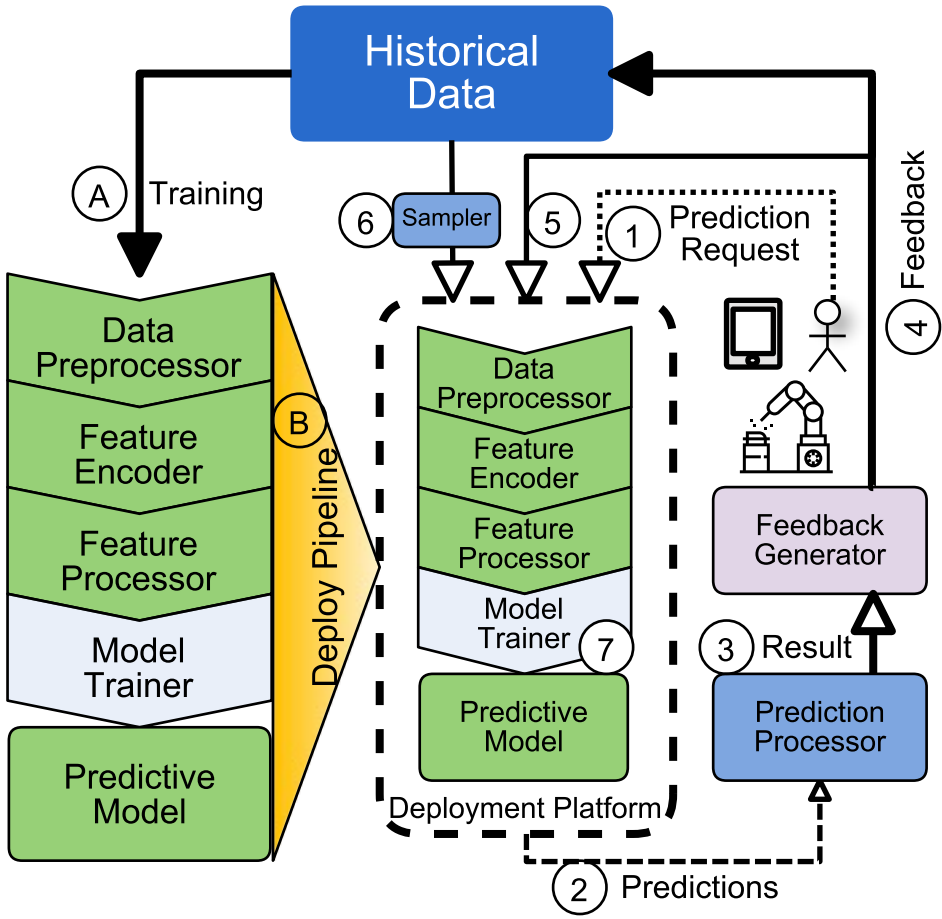 Historical
Data
A
Training
6
Sampler
5
1
Prediction
Request
Feedback
4
Data
Preprocessor
Feature
Encoder
Feature
Processor
Model
Trainer
Predictive
Model
B
Deploy Pipeline
Data
Preprocessor
Feature
Encoder
Feature
Processor
Model
Trainer
7
Predictive
Model
Deployment Platform
Feedback
Generator
3
Result
Prediction
Processor
2
Predictions